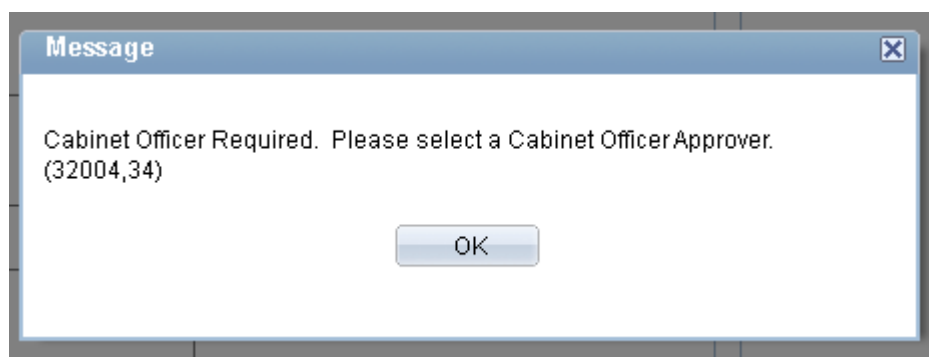 Message
Cabinet Officer Required.  Please select a Cabinet Officer Approver.
(32004,34)
OK